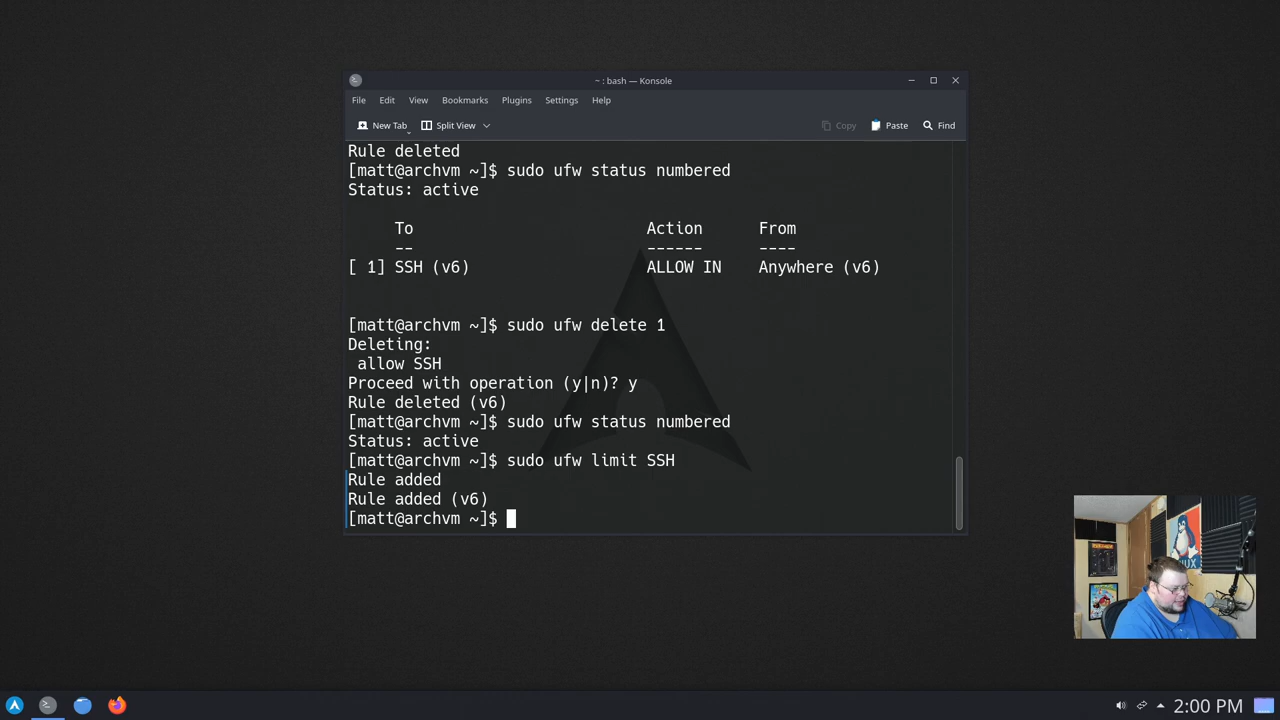 ~ : bash — Konsole
File Edit View Bookmarks Plugins Settings Help
New Tab Split View Copy Paste Find
Rule deleted
[matt@archvm ~]$ sudo ufw status numbered
Status: active
To Action From
-- ------ ----
[ 1] SSH (v6) ALLOW IN Anywhere (v6)
[matt@archvm ~]$ sudo ufw delete 1
Deleting:
allow SSH
Proceed with operation (y|n)? y
Rule deleted (v6)
[matt@archvm ~]$ sudo ufw status numbered
Status: active
[matt@archvm ~]$ sudo ufw limit SSH
Rule added
Rule added (v6)
[matt@archvm ~]$
2:00 PM